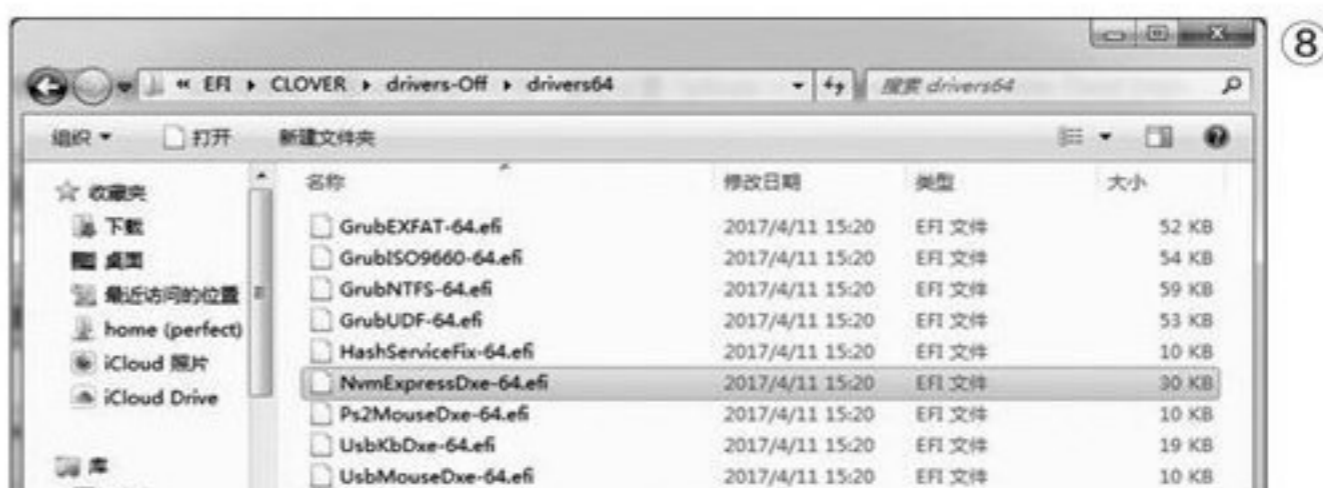 ⑧
« EFI ▸ CLOVER ▸ drivers-Off ▸ drivers64
搜索 drivers64
组织 打开 新建文件夹
名称 修改日期 类型 大小
收藏夹
下载
桌面
最近访问的位置
home (perfect)
iCloud 照片
iCloud Drive
库
GrubEXFAT-64.efi 2017/4/11 15:20 EFI 文件 52 KB
GrubISO9660-64.efi 2017/4/11 15:20 EFI 文件 54 KB
GrubNTFS-64.efi 2017/4/11 15:20 EFI 文件 59 KB
GrubUDF-64.efi 2017/4/11 15:20 EFI 文件 53 KB
HashServiceFix-64.efi 2017/4/11 15:20 EFI 文件 10 KB
NvmExpressDxe-64.efi 2017/4/11 15:20 EFI 文件 30 KB
Ps2MouseDxe-64.efi 2017/4/11 15:20 EFI 文件 10 KB
UsbKbDxe-64.efi 2017/4/11 15:20 EFI 文件 19 KB
UsbMouseDxe-64.efi 2017/4/11 15:20 EFI 文件 10 KB